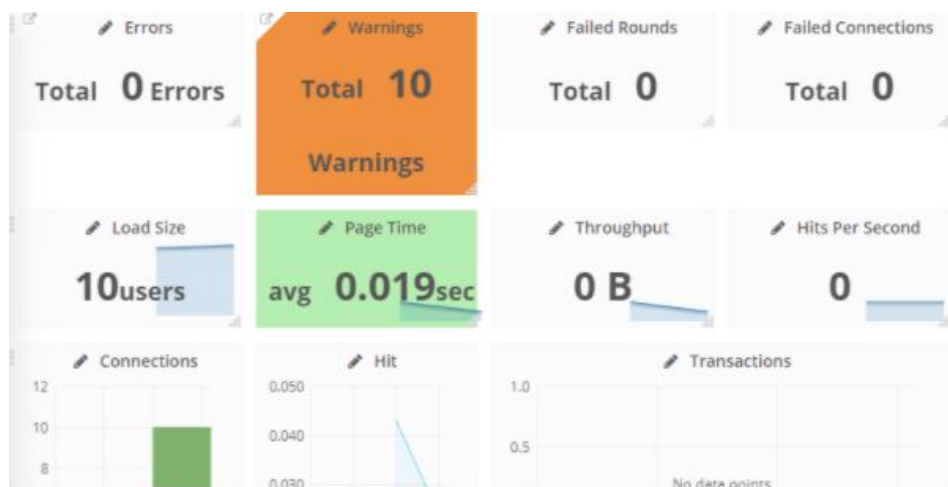 Errors
Total 0 Errors
Warnings
Total 10
Warnings
Failed Rounds
Total 0
Failed Connections
Total 0
Load Size
10users
Page Time
avg 0.019sec
Throughput
0 B
Hits Per Second
0
Connections
12
10
8
Hit
0.050
0.040
0.030
Transactions
1.0
0.5
No data points